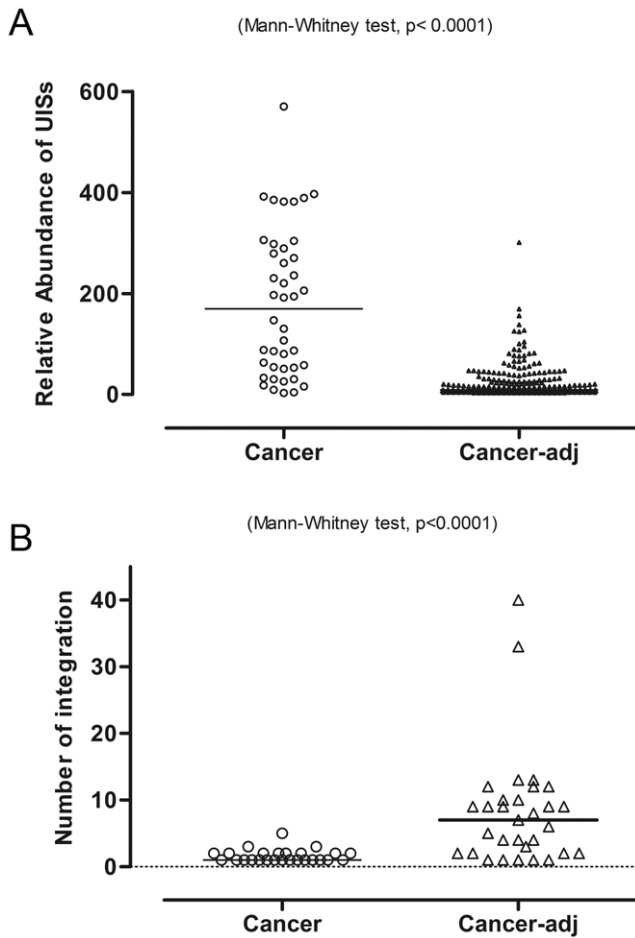 A
(Mann-Whitney test, p< 0.0001)
Relative Abundance of UISs
600
400
200
0
Cancer
Cancer-adj
B
(Mann-Whitney test, p<0.0001)
Number of integration
40
30
20
10
0
Cancer
Cancer-adj